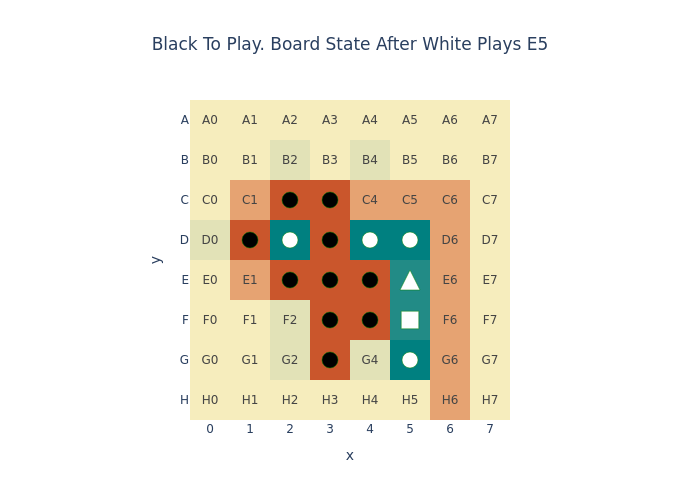 Black To Play. Board State After White Plays E5
A A0 A1 A2 A3 A4 A5 A6 A7
B B0 B1 B2 B3 B4 B5 B6 B7
C C0 C1 C4 C5 C6 C7
D D0 D6 D7
E E0 E1 E6 E7
F F0 F1 F2 F6 F7
G G0 G1 G2 G4 G6 G7
H H0 H1 H2 H3 H4 H5 H6 H7
0 1 2 3 4 5 6 7
x
y